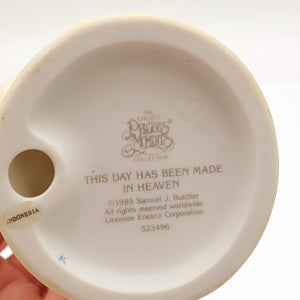 THE
ENESCO
PRECIOUS
MOMENTS®
COLLECTION
THIS DAY HAS BEEN MADE
IN HEAVEN
©1989 Samuel J. Butcher
All rights reserved worldwide
Licensee Enesco Corporation
523496
INDONESIA